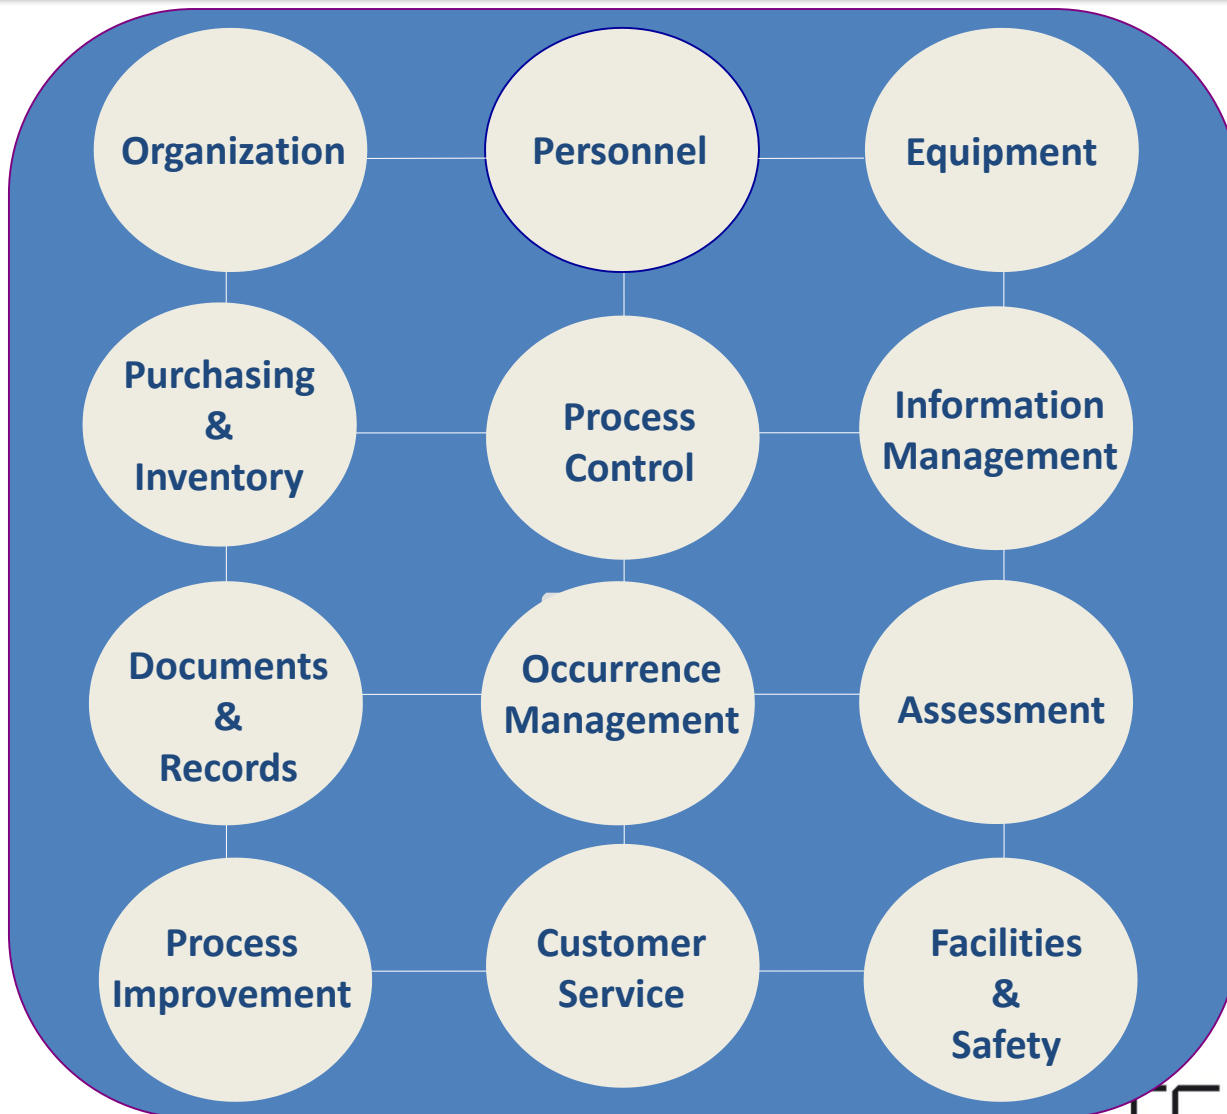 Organization
Personnel
Equipment
Purchasing
&
Inventory
Process
Control
Information
Management
Documents
&
Records
Occurrence
Management
Assessment
Process
Improvement
Customer
Service
Facilities
&
Safety